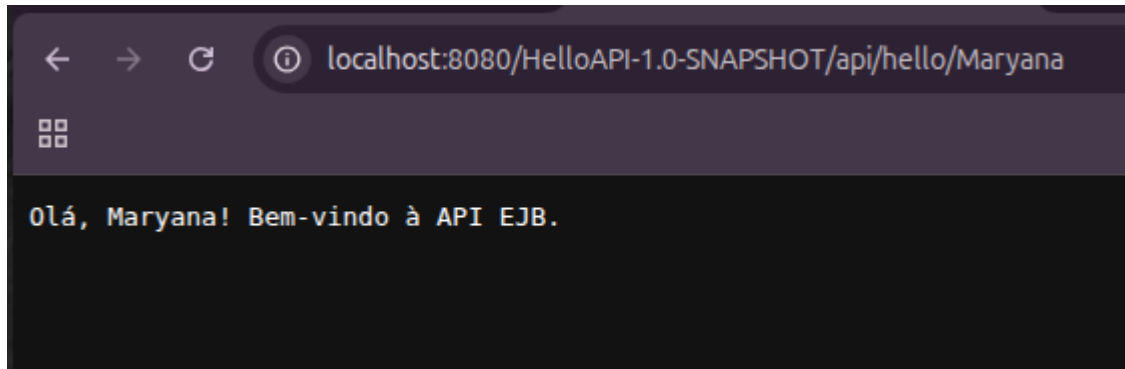 localhost:8080/HelloAPI-1.0-SNAPSHOT/api/hello/Maryana
Olá, Maryana! Bem-vindo à API EJB.